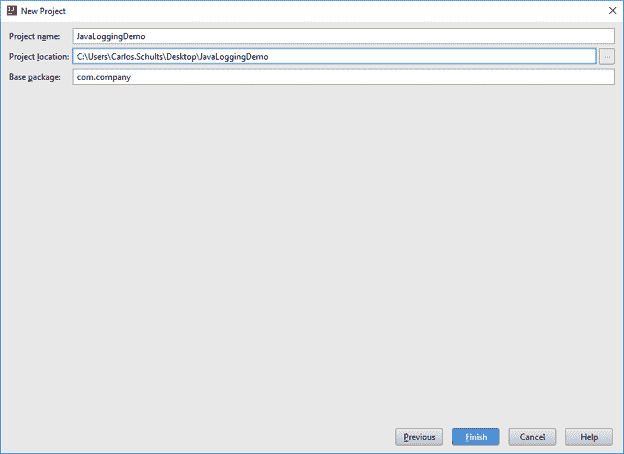 New Project
Project name: JavaLoggingDemo
Project location: C:\Users\Carlos.Schults\Desktop\JavaLoggingDemo ...
Base package: com.company
Previous Finish Cancel Help